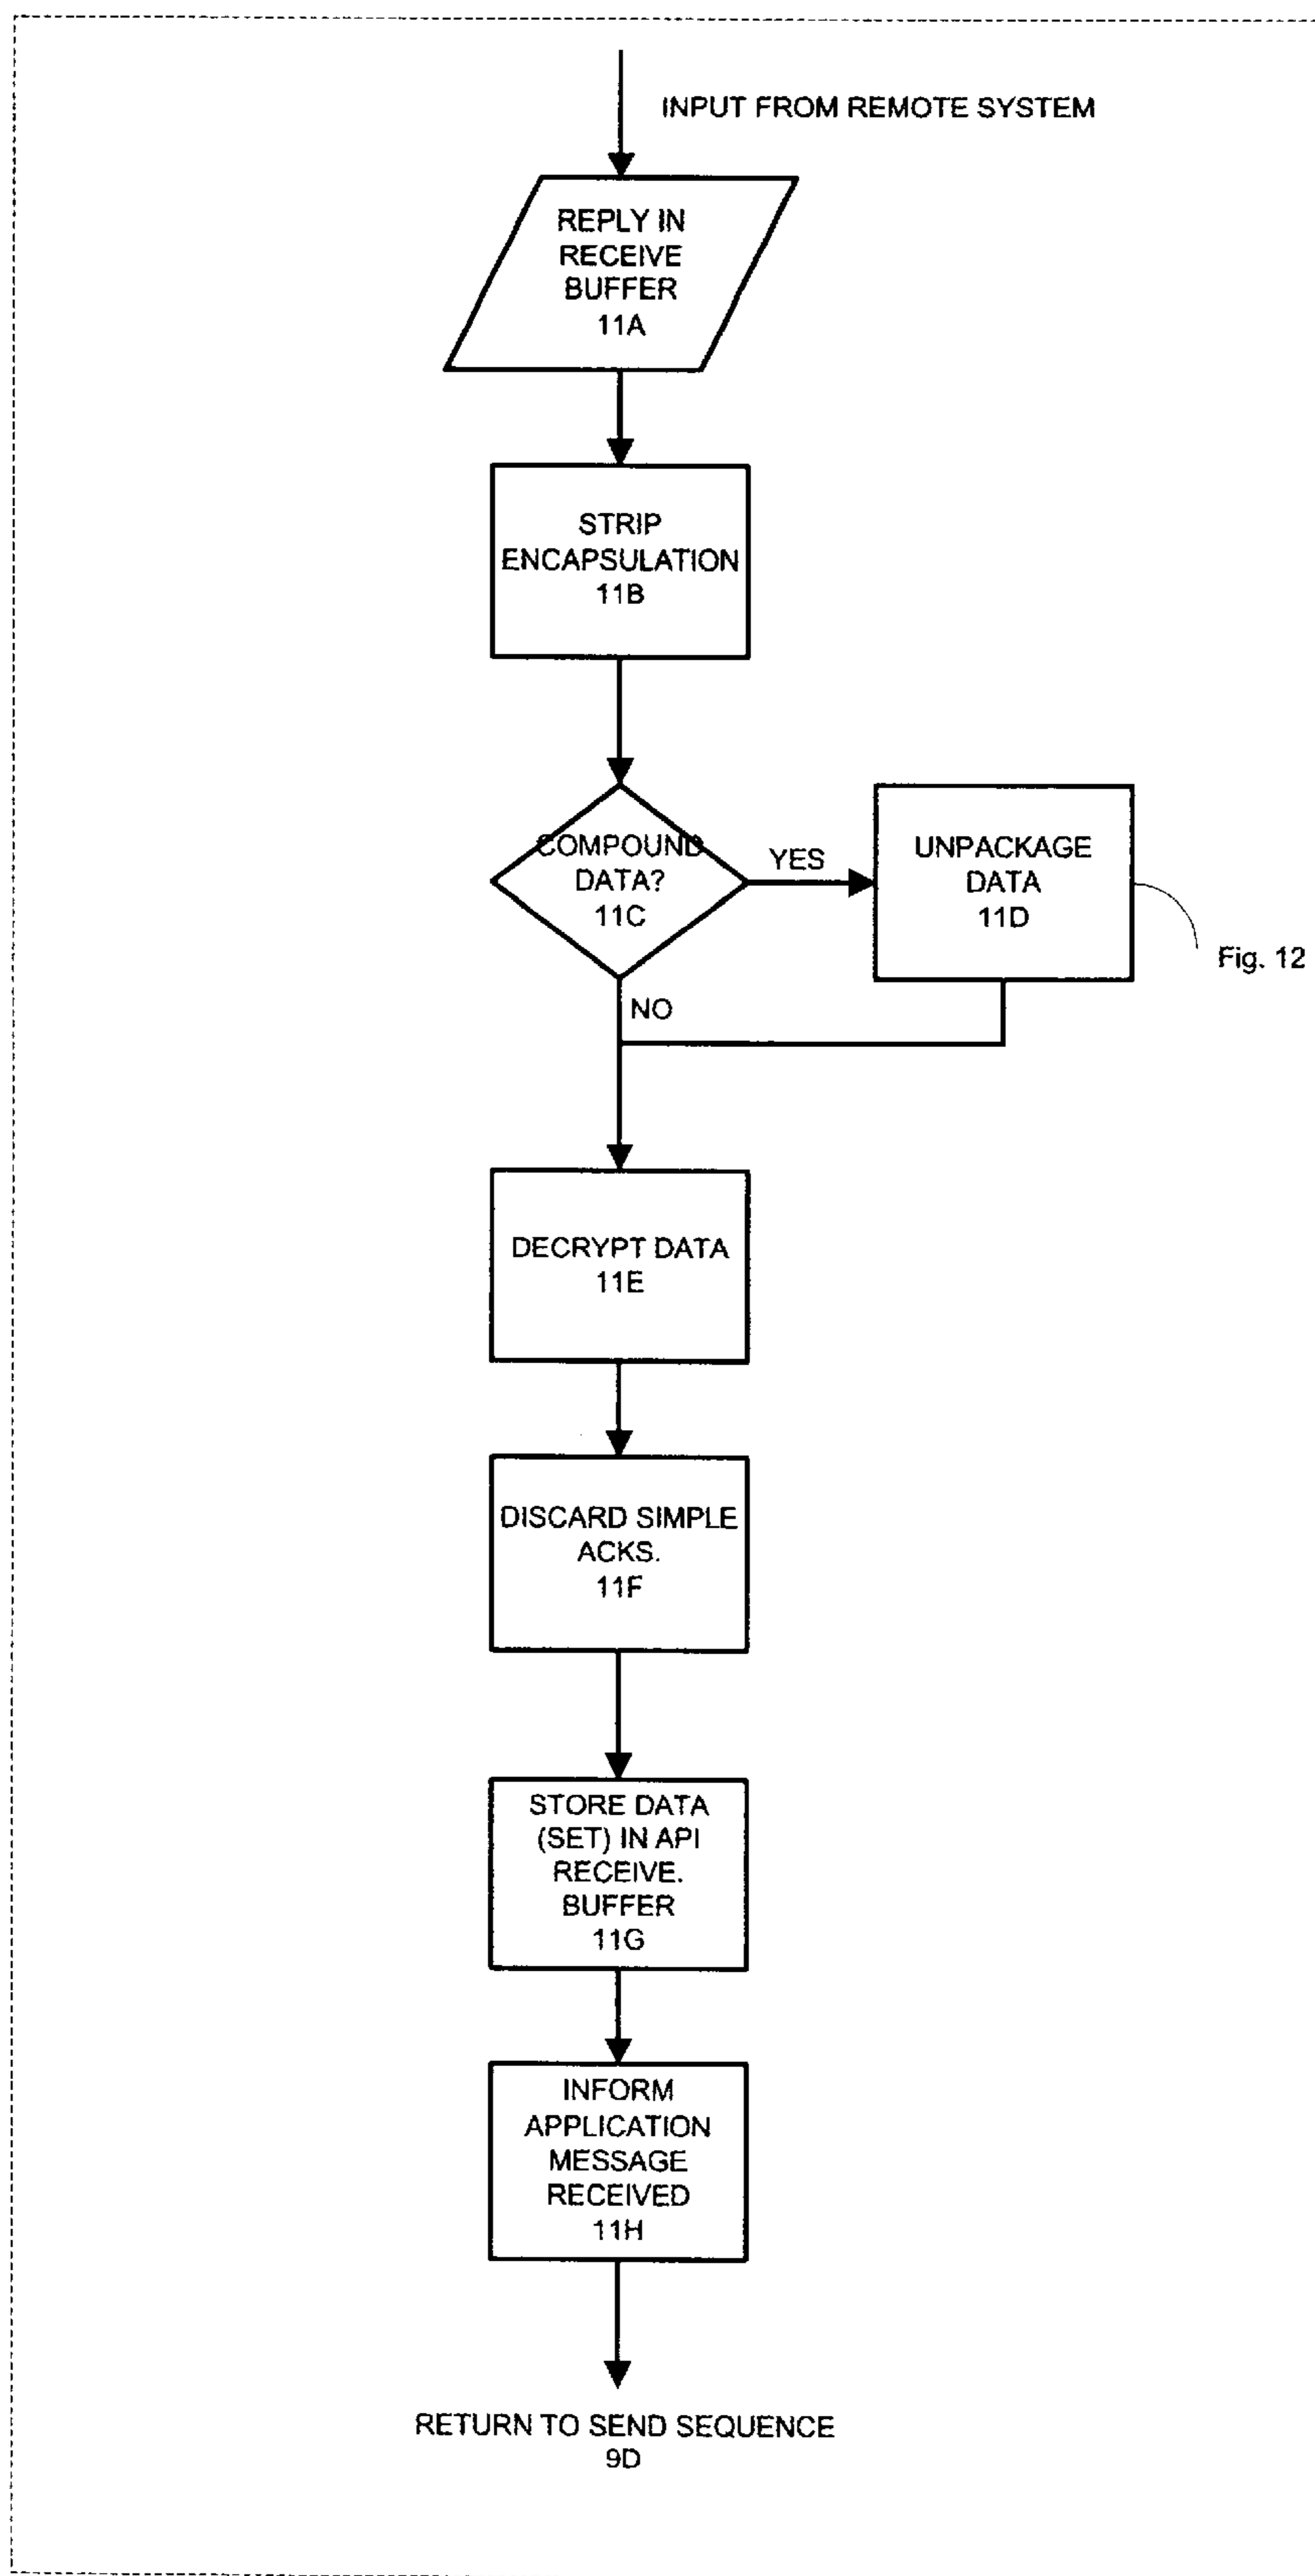 INPUT FROM REMOTE SYSTEM
REPLY IN
RECEIVE
BUFFER
11A
STRIP
ENCAPSULATION
11B
COMPOUND
DATA?
11C
YES
UNPACKAGE
DATA
11D
Fig. 12
NO
DECRYPT DATA
11E
DISCARD SIMPLE
ACKS.
11F
STORE DATA
(SET) IN API
RECEIVE.
BUFFER
11G
INFORM
APPLICATION
MESSAGE
RECEIVED
11H
RETURN TO SEND SEQUENCE
9D